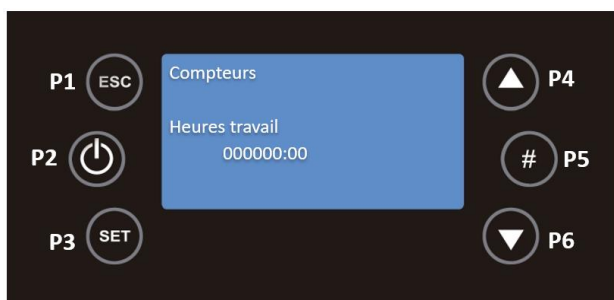 P1 ESC
Compteurs
P4
Heures travail
P2
000000:00
# P5
P3 SET
P6